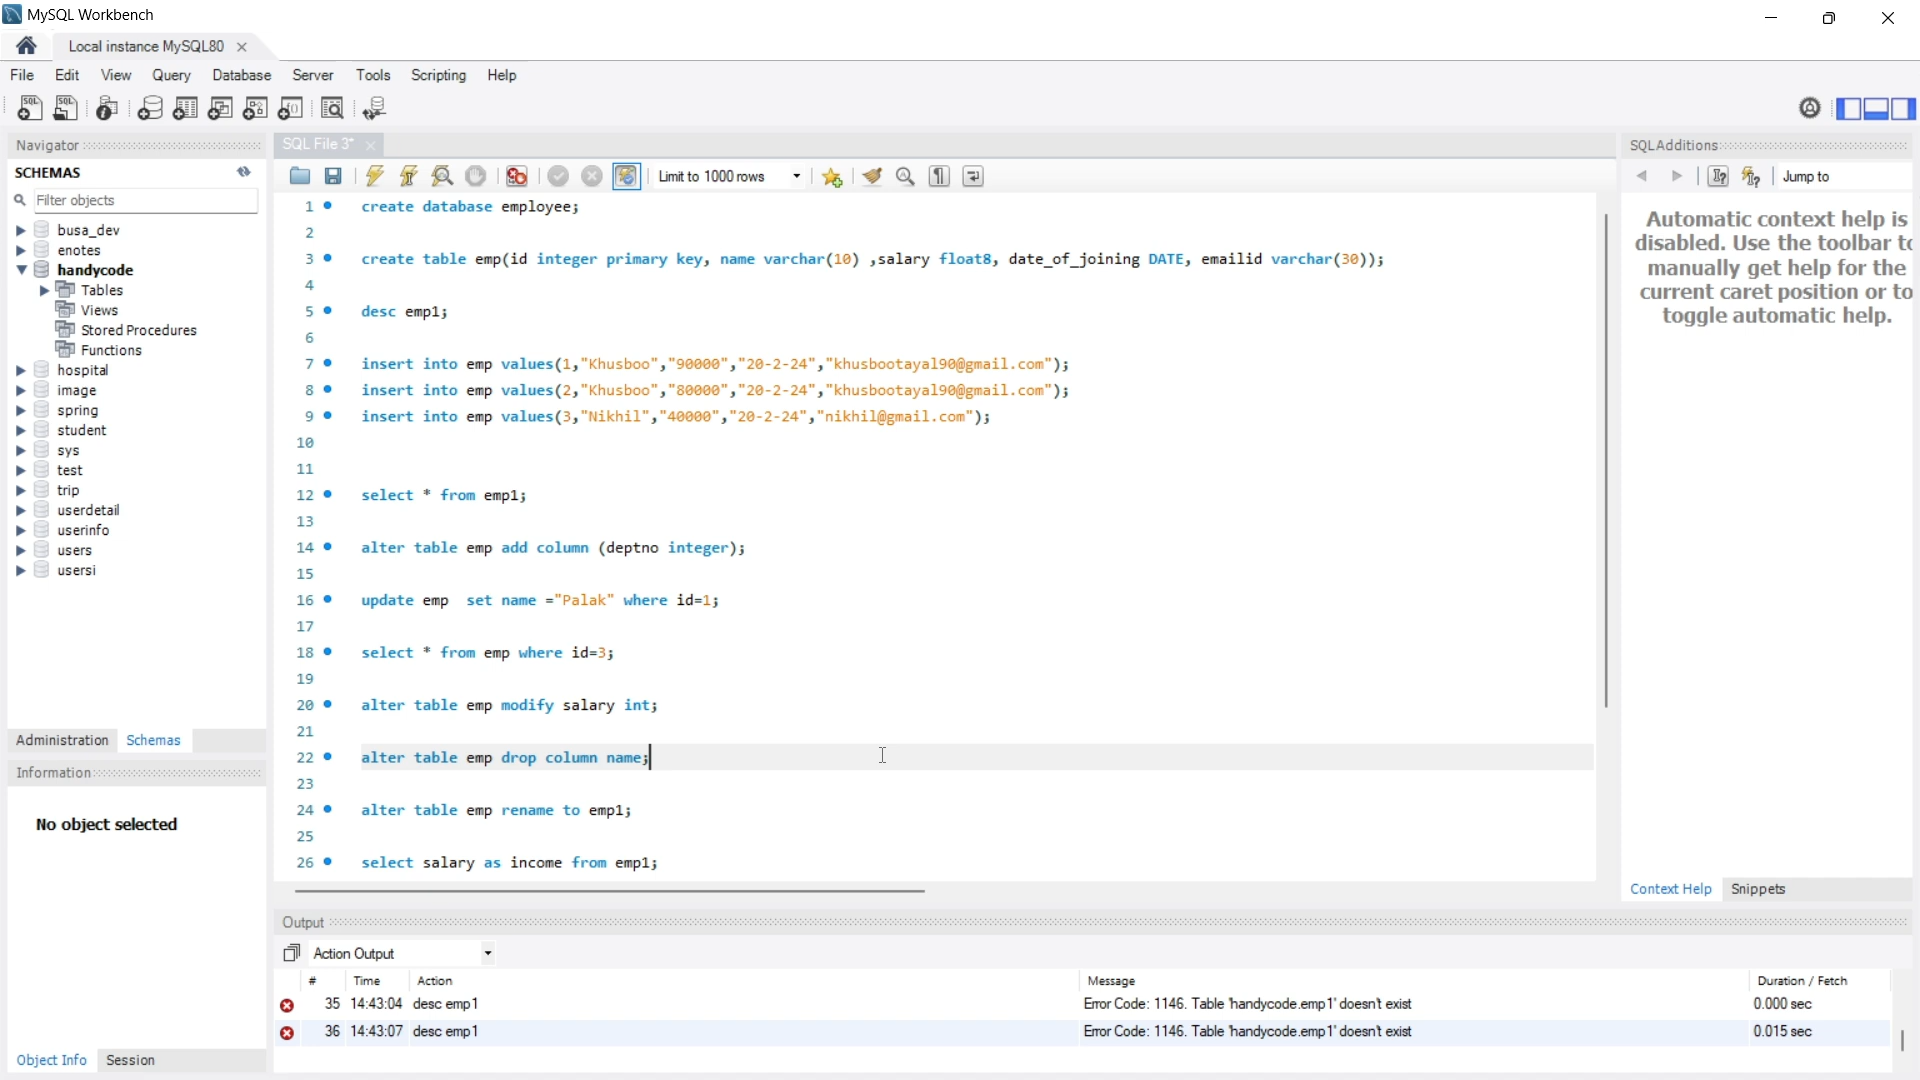 MySQL Workbench
Local instance MySQL80
File Edit View Query Database Server Tools Scripting Help
Navigator
SCHEMAS
Filter objects
busa_dev
enotes
handycode
Tables
Views
Stored Procedures
Functions
hospital
image
spring
student
sys
test
trip
userdetail
userinfo
users
usersi
Administration Schemas
Information
No object selected
Object Info Session
SQL File 3*
Limit to 1000 rows
1 create database employee;
2
3 create table emp(id integer primary key, name varchar(10) ,salary float8, date_of_joining DATE, emailid varchar(30));
4
5 desc emp1;
6
7 insert into emp values(1,"Khusboo","90000","20-2-24","khusbootayal90@gmail.com");
8 insert into emp values(2,"Khusboo","80000","20-2-24","khusbootayal90@gmail.com");
9 insert into emp values(3,"Nikhil","40000","20-2-24","nikhil@gmail.com");
10
11
12 select * from emp1;
13
14 alter table emp add column (deptno integer);
15
16 update emp  set name ="Palak" where id=1;
17
18 select * from emp where id=3;
19
20 alter table emp modify salary int;
21
22 alter table emp drop column name;
23
24 alter table emp rename to emp1;
25
26 select salary as income from emp1;
SQLAdditions
Jump to
Automatic context help is
disabled. Use the toolbar to
manually get help for the
current caret position or to
toggle automatic help.
Context Help Snippets
Output
Action Output
# Time Action Message Duration / Fetch
35 14:43:04 desc emp1 Error Code: 1146. Table 'handycode.emp1' doesn't exist 0.000 sec
36 14:43:07 desc emp1 Error Code: 1146. Table 'handycode.emp1' doesn't exist 0.015 sec